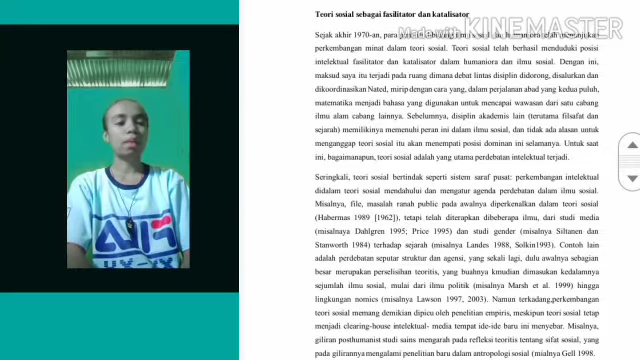 Teori sosial sebagai fasilitator dan katalisator
Made with KINEMASTER
Sejak akhir 1970-an, para
perkembangan minat dalam teori sosial. Teori sosial telah berhasil menduduki posisi
intelektual fasilitator dan katalisator dalam humaniora dan ilmu sosial. Dengan ini,
maksud saya itu terjadi pada ruang dimana debat lintas disiplin didorong, disalurkan dan
dikoordinasikan Nated, mirip dengan cara yang, dalam perjalanan abad yang kedua puluh,
matematika menjadi bahasa yang digunakan untuk mencapai wawasan dari satu cabang
ilmu alam cabang lainnya. Sebelumnya, disiplin akademis lain (terutama filsafat dan
sejarah) memilikinya memenuhi peran ini dalam ilmu sosial, dan tidak ada alasan untuk
menganggap teori sosial itu akan menempati posisi dominan ini selamanya. Untuk saat
ini, bagaimanapun, teori sosial adalah yang utama perdebatan intelektual terjadi.
Seringkali, teori sosial bertindak seperti sistem saraf pusat: perkembangan intelektual
didalam teori sosial mendahului dan mengatur agenda perdebatan dalam ilmu sosial.
Misalnya, file, masalah ranah public pada awalnya diperkenalkan dalam teori sosial
(Habermas 1989 [1962]), tetapi telah diterapkan dibeberapa ilmu, dari studi media
(misalnaya Dahlgren 1995; Price 1995) dan studi gender (misalnya Siltanen dan
Stanworth 1984) terhadap sejarah (misalnya Landes 1988, Solkin1993). Contoh lain
adalah perdebatan seputar struktur dan agensi, yang sekali lagi, dulu awalnya sebagian
besar merupakan perselisihan teoritis, yang buahnya kmudian dimasukan kedalamnya
sejumlah ilmu sosial, mulai dari ilmu politik (misalnya Marsh et al. 1999) hingga
lingkungan nomics (misalnya Lawson 1997, 2003). Namun terkadang,perkembangan
teori sosial memang demikian dipicu oleh penelitian empiris, meskipun teori sosial tetap
menjadi clearing-house intelektual- media tempat ide-ide baru ini menyebar. Misalnya,
giliran posthumanist studi sains mengarah pada refleksi teoritis tentang sifat sosial, yang
pada gilirannya mengalami penelitian baru dalam antropologi sosial (mialnya Gell 1998.